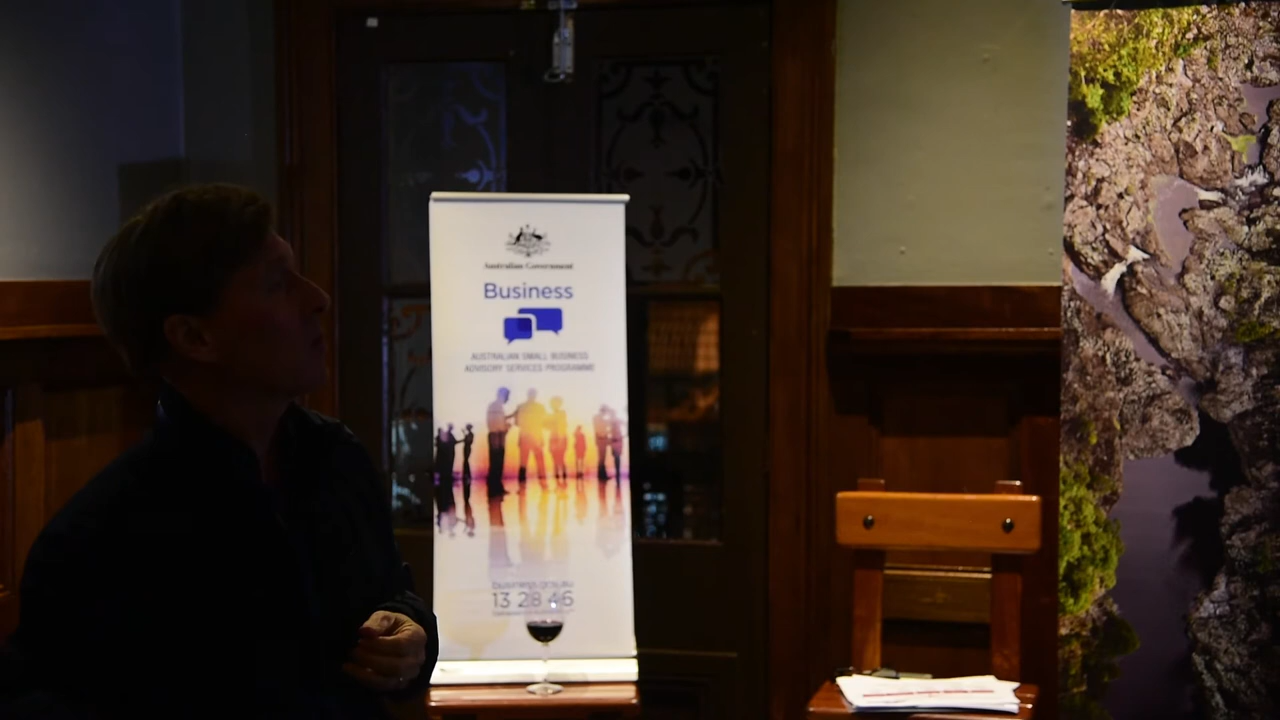 Australian Government
Business
AUSTRALIAN SMALL BUSINESS
ADVISORY SERVICES PROGRAMME
business.gov.au
13 28 46